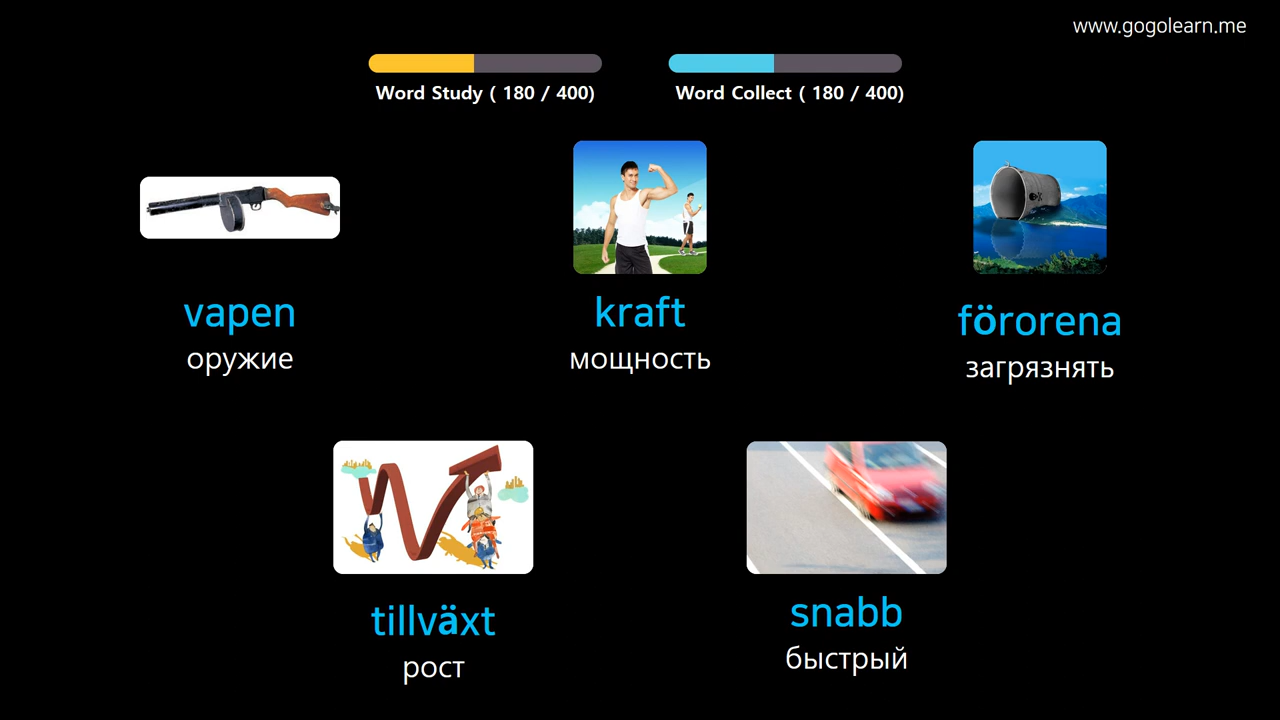 www.gogolearn.me
Word Study ( 180 / 400)
Word Collect ( 180 / 400)
vapen
оружие
kraft
мощность
förorena
загрязнять
tillväxt
рост
snabb
быстрый